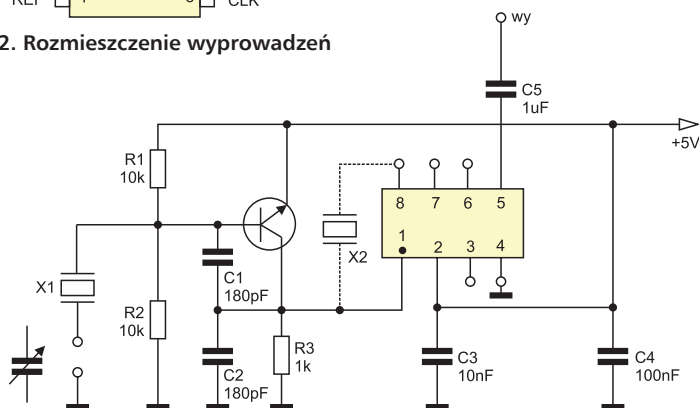 CLK
2. Rozmieszczenie wyprowadzeń
wy
C5
1uF
+5V
R1
10k
8 7 6 5
1 2 3 4
X1
C1
180pF
X2
R2
10k
R3
1k
C2
180pF
C3
10nF
C4
100nF